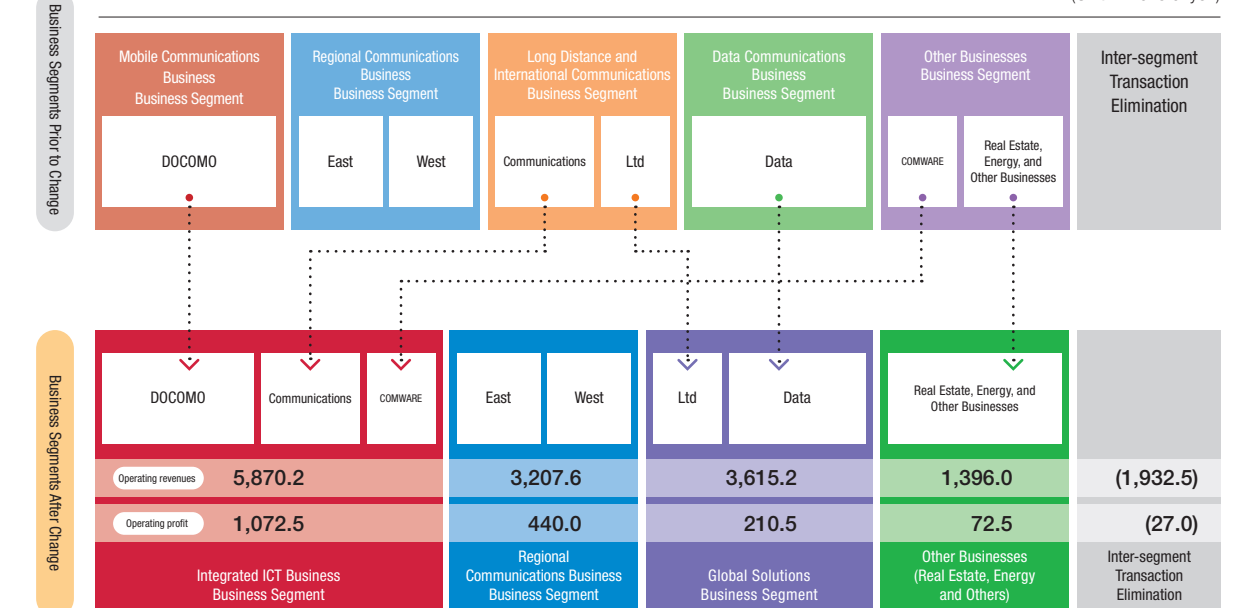 Business Segments Prior to Change
Mobile Communications
Business
Business Segment
DOCOMO
Regional Communications
Business
Business Segment
East
West
Long Distance and
International Communications
Business Segment
Communications
Ltd
Data Communications
Business
Business Segment
Data
Other Businesses
Business Segment
COMWARE
Real Estate,
Energy, and
Other Businesses
Inter-segment
Transaction
Elimination
Business Segments After Change
DOCOMO
Communications
COMWARE
East
West
Ltd
Data
Real Estate, Energy, and
Other Businesses
Operating revenues 5,870.2 3,207.6 3,615.2 1,396.0 (1,932.5)
Operating profit 1,072.5 440.0 210.5 72.5 (27.0)
Integrated ICT Business
Business Segment
Regional
Communications Business
Business Segment
Global Solutions
Business Segment
Other Businesses
(Real Estate, Energy
and Others)
Inter-segment
Transaction
Elimination